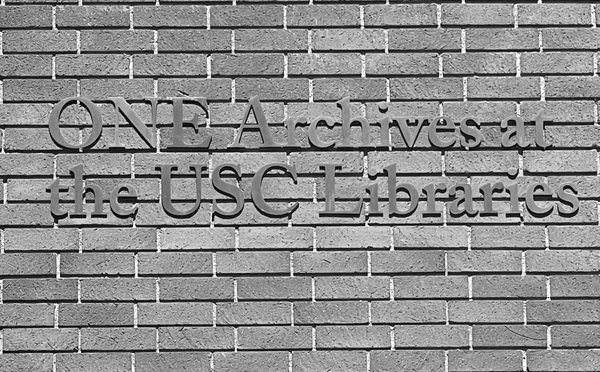 ONE Archives at
the USC Libraries